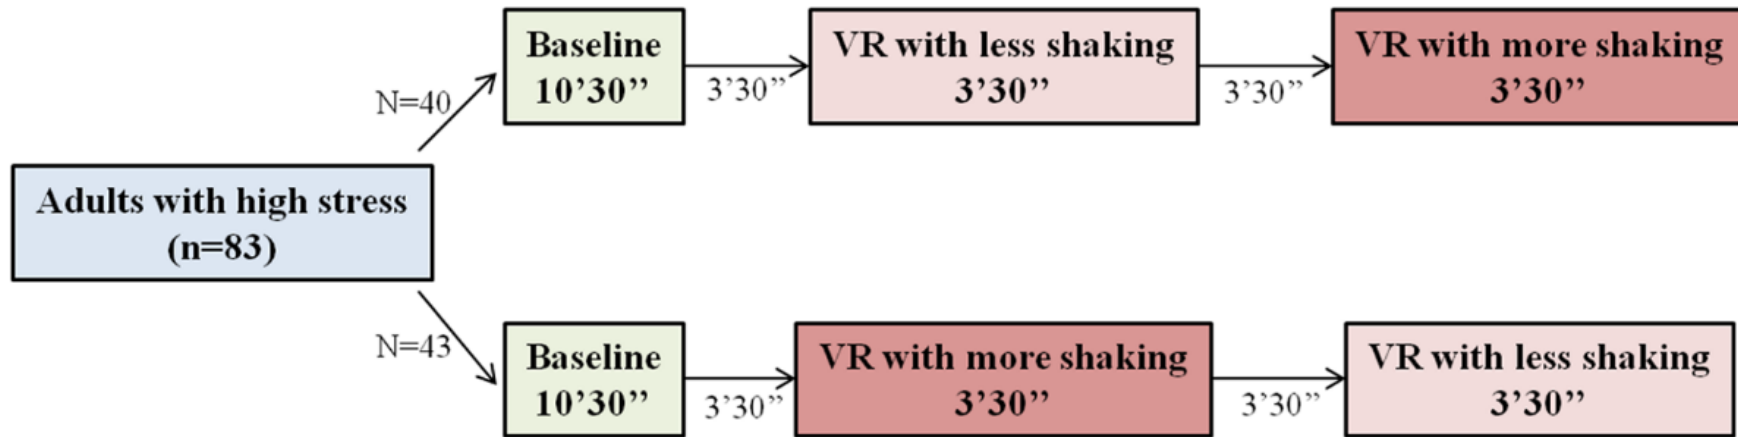 Adults with high stress
(n=83)
N=40
Baseline
10’30”
3’30”
VR with less shaking
3’30”
3’30”
VR with more shaking
3’30”
N=43
Baseline
10’30”
3’30”
VR with more shaking
3’30”
3’30”
VR with less shaking
3’30”